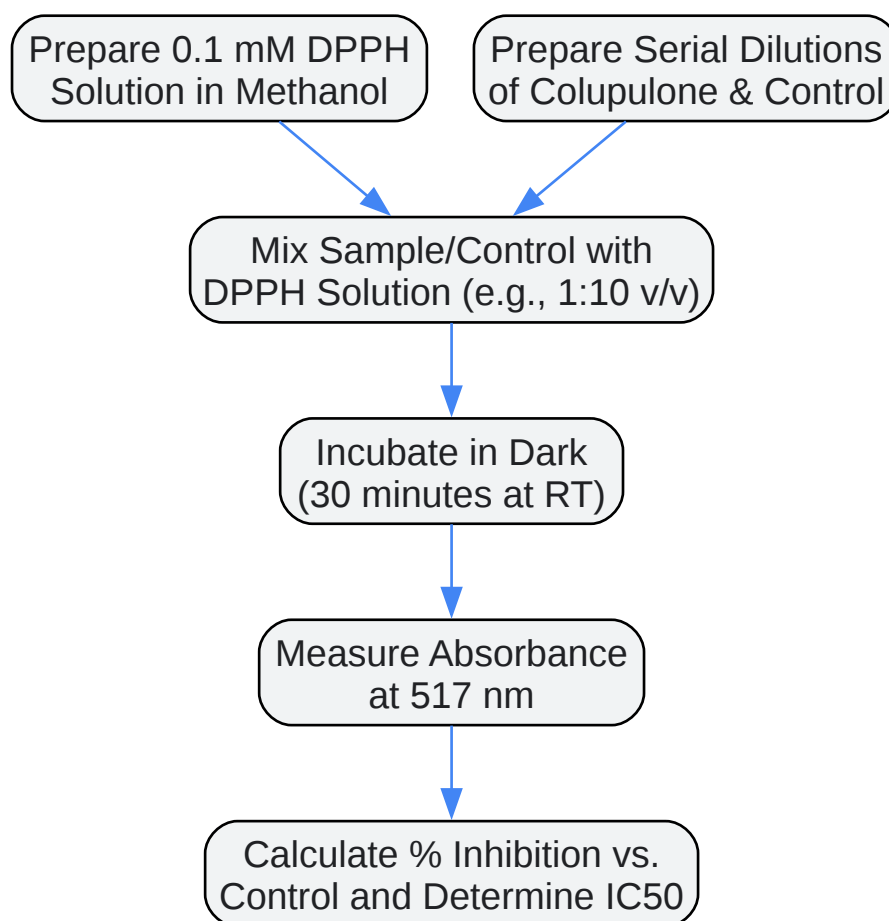 Prepare 0.1 mM DPPH
Solution in Methanol
Prepare Serial Dilutions
of Colupulone & Control
Mix Sample/Control with
DPPH Solution (e.g., 1:10 v/v)
Incubate in Dark
(30 minutes at RT)
Measure Absorbance
at 517 nm
Calculate % Inhibition vs.
Control and Determine IC50